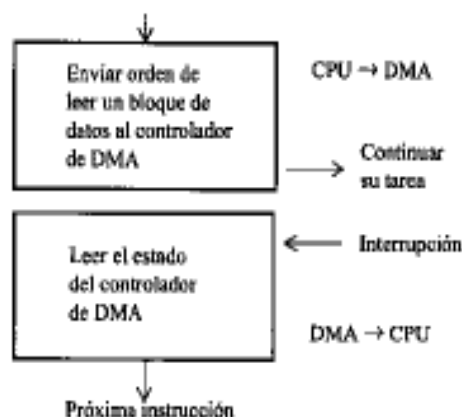 Enviar orden de
leer un bloque de
datos al controlador
de DMA
CPU → DMA
Continuar
su tarea
Leer el estado
del controlador
de DMA
Interrupción
DMA → CPU
Próxima instrucción